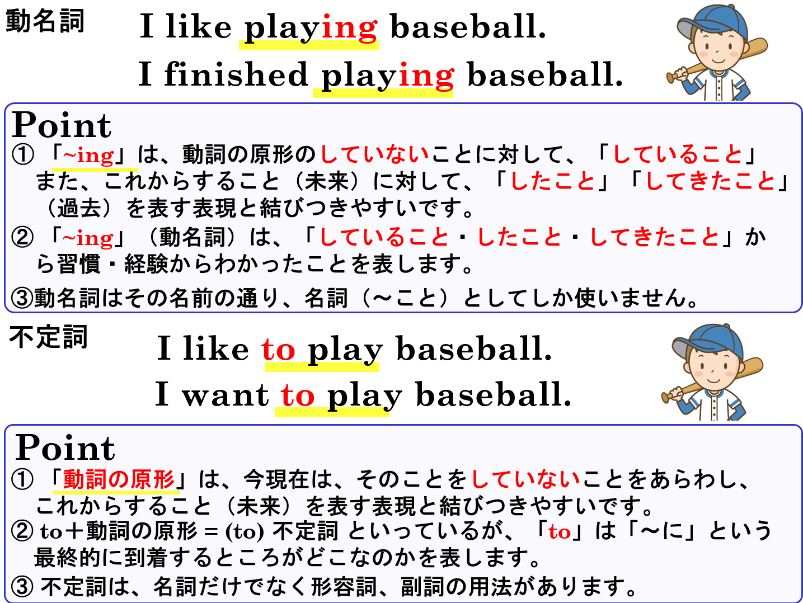 動名詞
I like playing baseball.
I finished playing baseball.
Point
① 「~ing」は、動詞の原形のしていないことに対して、「していること」
また、これからすること（未来）に対して、「したこと」「してきたこと」
（過去）を表す表現と結びつきやすいです。
② 「~ing」（動名詞）は、「していること・したこと・してきたこと」か
ら習慣・経験からわかったことを表します。
③動名詞はその名前の通り、名詞（～こと）としてしか使いません。
不定詞
I like to play baseball.
I want to play baseball.
Point
① 「動詞の原形」は、今現在は、そのことをしていないことをあらわし、
これからすること（未来）を表す表現と結びつきやすいです。
② to＋動詞の原形 = (to) 不定詞 といっているが、「to」は「～に」という
最終的に到着するところがどこなのかを表します。
③ 不定詞は、名詞だけでなく形容詞、副詞の用法があります。